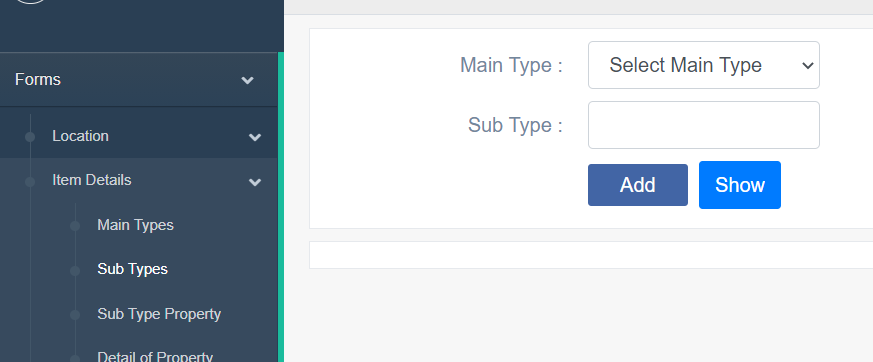 Forms
Location
Item Details
Main Types
Sub Types
Sub Type Property
Detail of Property
Main Type :
Select Main Type
Sub Type :
Add
Show